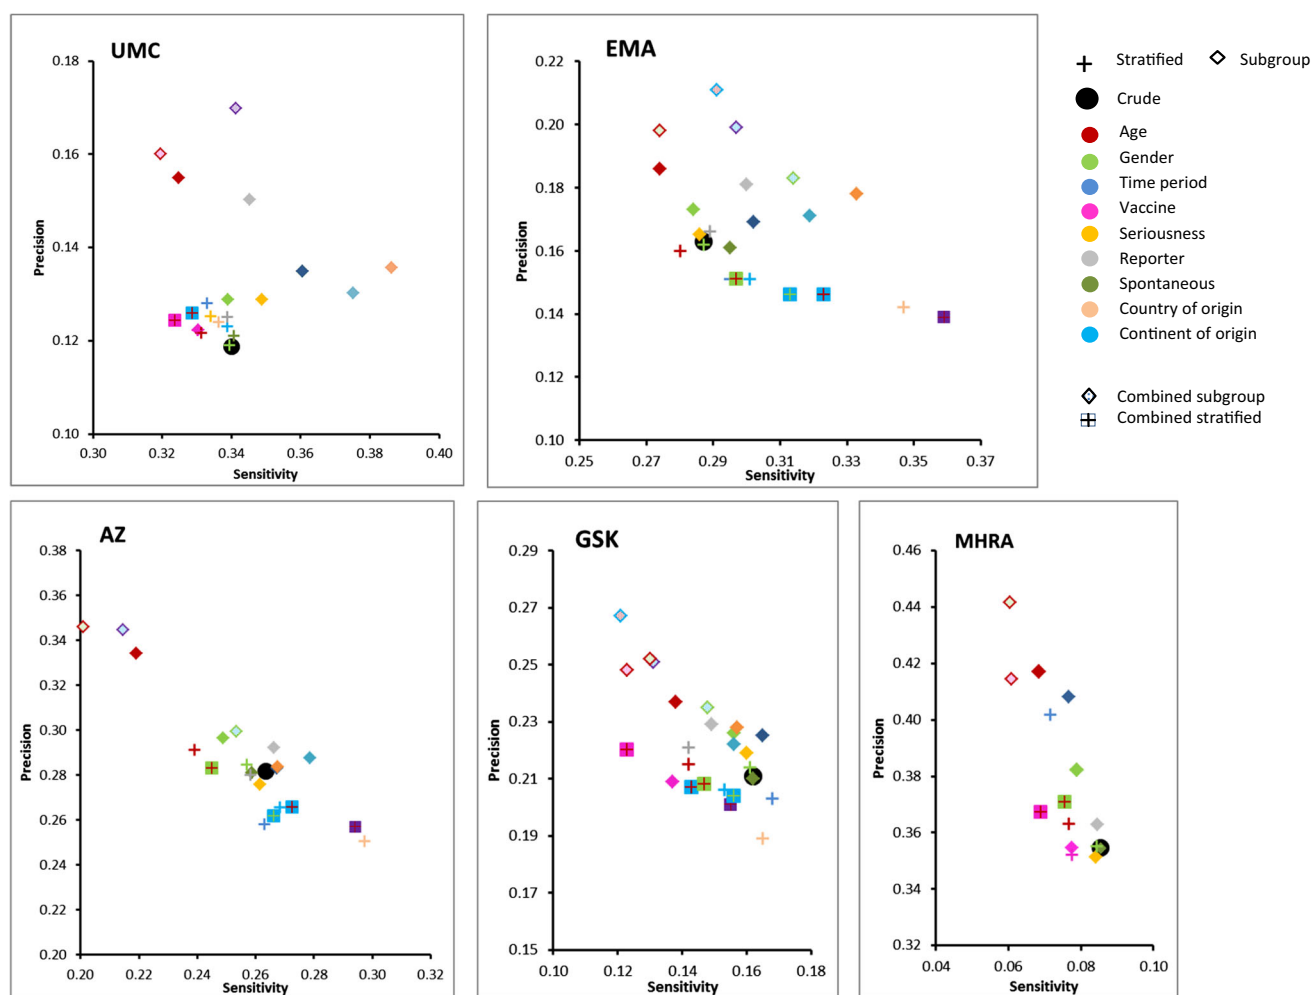 UMC
0.18
0.16
0.14
0.12
0.10
0.30 0.32 0.34 0.36 0.38 0.40
Precision
Sensitivity
EMA
0.22
0.20
0.18
0.16
0.14
0.12
0.10
0.25 0.27 0.29 0.31 0.33 0.35 0.37
Precision
Sensitivity
Stratified Subgroup
Crude
Age
Gender
Time period
Vaccine
Seriousness
Reporter
Spontaneous
Country of origin
Continent of origin
Combined subgroup
Combined stratified
AZ
0.38
0.36
0.34
0.32
0.30
0.28
0.26
0.24
0.22
0.20
0.20 0.22 0.24 0.26 0.28 0.30 0.32
Precision
Sensitivity
GSK
0.29
0.27
0.25
0.23
0.21
0.19
0.17
0.15
0.10 0.12 0.14 0.16 0.18
Precision
Sensitivity
MHRA
0.46
0.44
0.42
0.40
0.38
0.36
0.34
0.32
0.04 0.06 0.08 0.10
Precision
Sensitivity